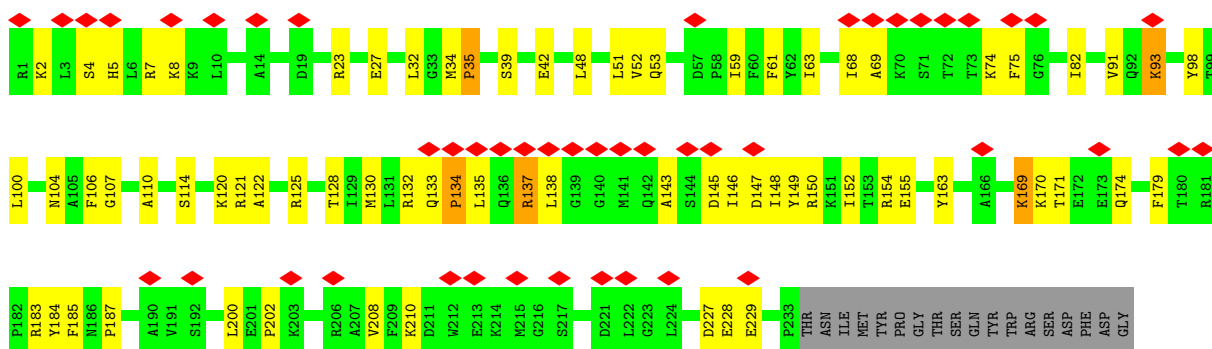 R1 K2 L3 S4 H5 L6 R7 K8 K9 L10 A14 D19 R23 E27 L32 G33 M34 P35 S39 E42 L48 L51 V52 Q53 D57 P58 I59 F60 F61 Y62 I63 I68 A69 K70 S71 T72 T73 K74 F75 G76 I82 V91 Q92 K93 Y98 T99
L100 N104 A105 F106 G107 A110 S114 K120 R121 A122 R125 T128 I129 M130 L131 R132 Q133 P134 L135 Q136 R137 L138 G139 G140 M141 Q142 A143 S144 D145 I146 D147 I148 Y149 R150 K151 I152 T153 R154 E155 Y163 A166 K169 K170 T171 E172 E173 Q174 F179 T180 R181
P182 R183 Y184 F185 N186 P187 A190 V191 S192 L200 E201 P202 K203 R206 A207 V208 F209 K210 D211 W212 E213 K214 M215 G216 S217 D221 L222 G223 L224 D227 E228 E229 P233 THR ASN ILE MET TYR PRO GLY THR SER GLN TYR TRP ARG SER ASP PHE ASP GLY